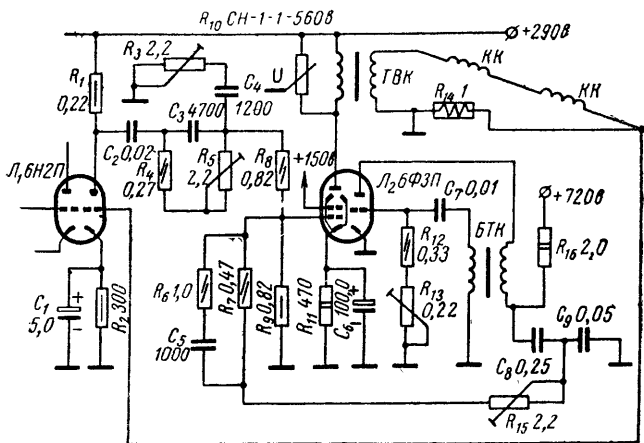 R10 СН-1-1-560в
+290в
R3 2,2
КК
C4
U
ТВК
R1
0,22
1200
R14 1
КК
C3 4700
C2 0,02
R4
0,27
R5
2,2
R8
0,82
+150в
Л1 6Н2П
Л2 6Ф3П
C7 0,01
+720в
БТК
R12
0,33
R16 2,0
R6 1,0
R7 0,47
R9 0,82
R11 470
C6 100,0
+
R13
0,22
C1
5,0
+
−
R2 300
C5
1000
C9 0,05
C8 0,25
R15 2,2